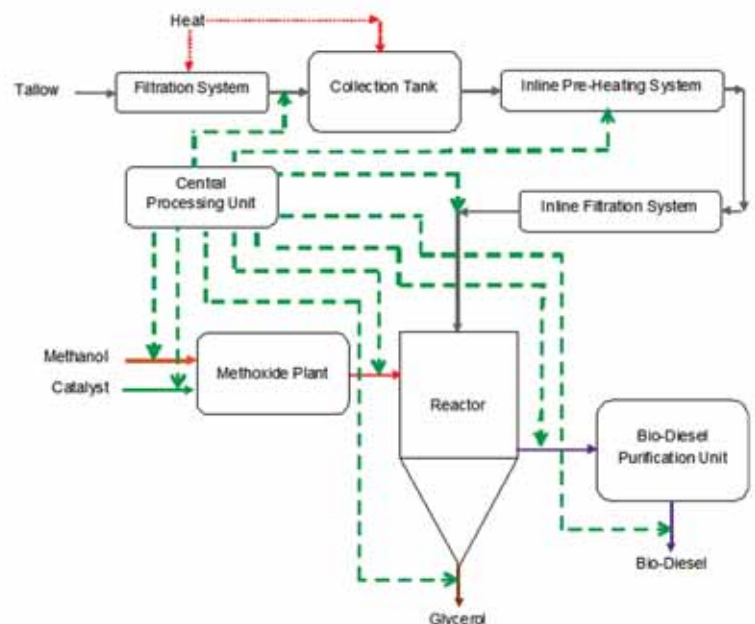 Heat
Tallow
Filtration System
Collection Tank
Inline Pre-Heating System
Central
Processing Unit
Inline Filtration System
Methanol
Catalyst
Methoxide Plant
Reactor
Bio-Diesel
Purification Unit
Bio-Diesel
Glycerol